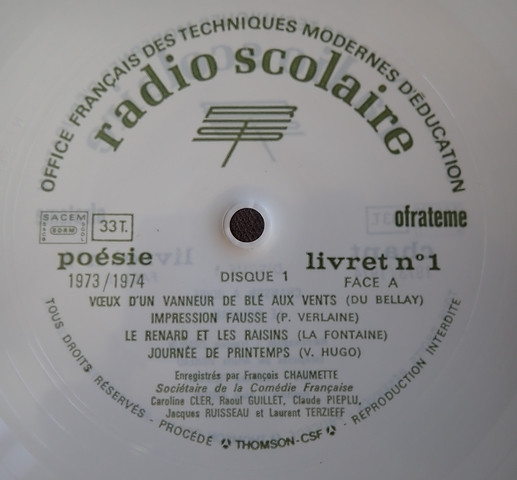 OFFICE FRANÇAIS DES TECHNIQUES MODERNES D'ÉDUCATION
radio scolaire
SACEM
SDRM
33 T.
ofrateme
poésie
1973/1974
DISQUE 1
livret n° 1
FACE A
VŒUX D'UN VANNEUR DE BLÉ AUX VENTS (DU BELLAY)
IMPRESSION FAUSSE (P. VERLAINE)
LE RENARD ET LES RAISINS (LA FONTAINE)
JOURNÉE DE PRINTEMPS (V. HUGO)
Enregistrés par François CHAUMETTE
Sociétaire de la Comédie Française
Caroline CLER, Raoul GUILLET, Claude PIEPLU,
Jacques RUISSEAU et Laurent TERZIEFF
TOUS DROITS RÉSERVÉS - PROCÉDÉ THOMSON-CSF - REPRODUCTION INTERDITE